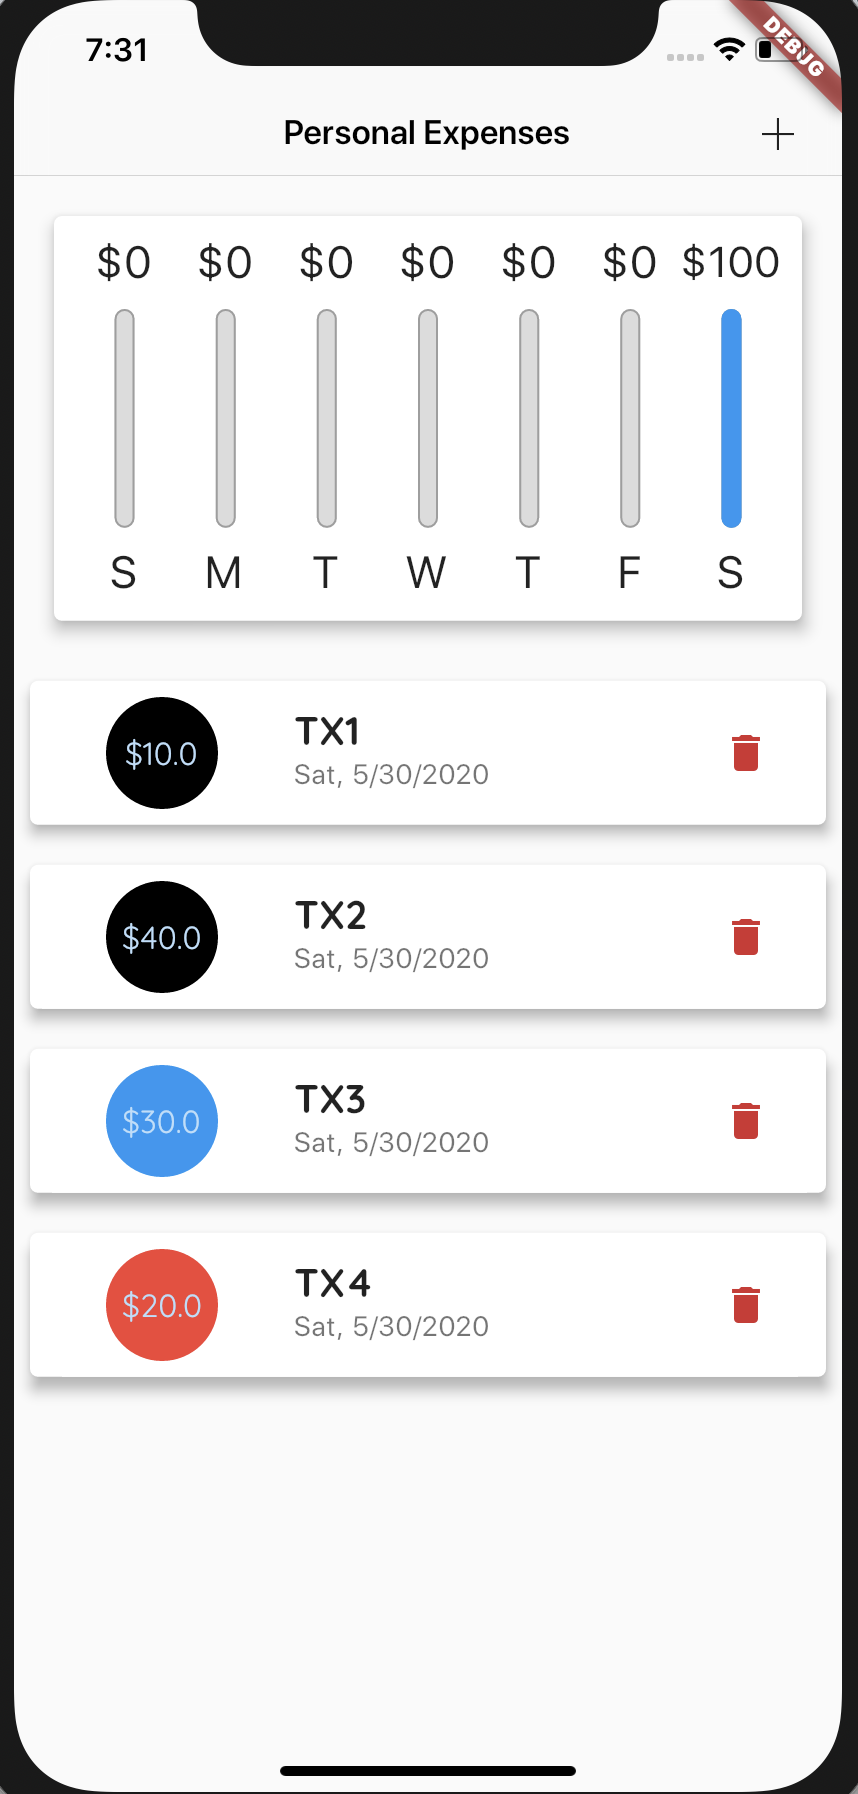 7:31
DEBUG
Personal Expenses
$0 $0 $0 $0 $0 $0 $100
S M T W T F S
$10.0
TX1
Sat, 5/30/2020
$40.0
TX2
Sat, 5/30/2020
$30.0
TX3
Sat, 5/30/2020
$20.0
TX4
Sat, 5/30/2020